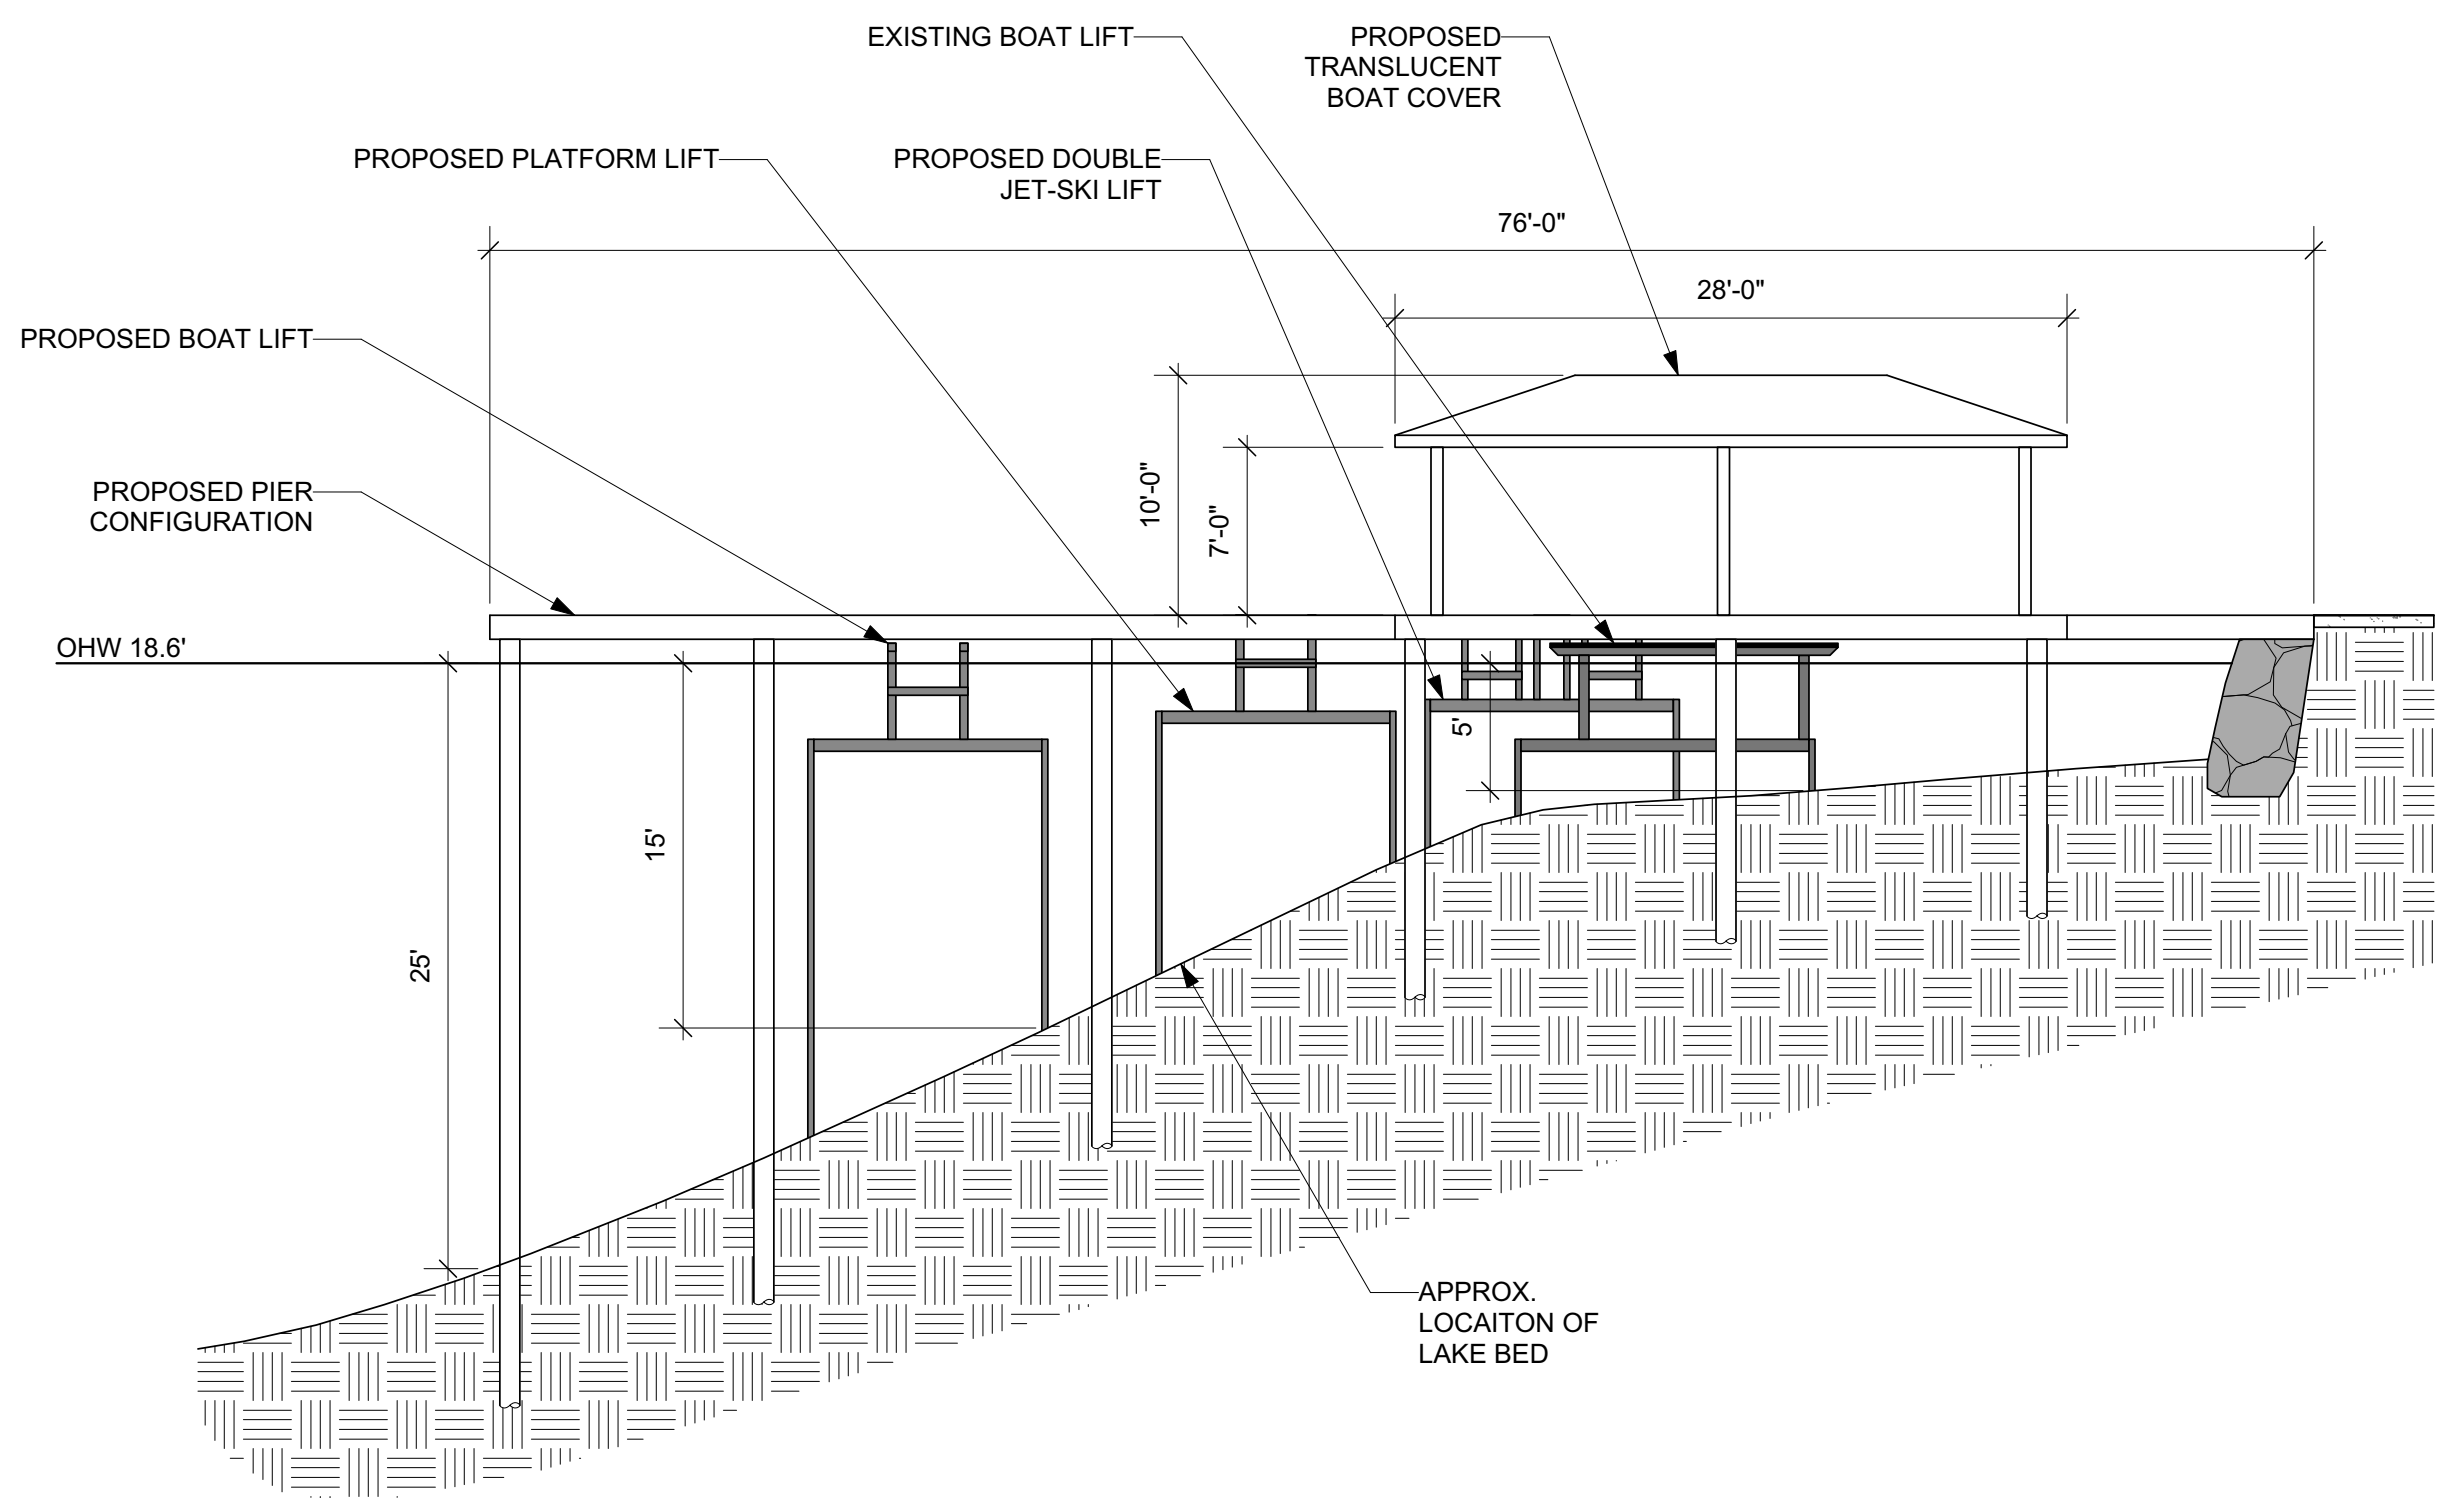 EXISTING BOAT LIFT
PROPOSED
TRANSLUCENT
BOAT COVER
PROPOSED PLATFORM LIFT
PROPOSED DOUBLE
JET-SKI LIFT
76'-0"
28'-0"
PROPOSED BOAT LIFT
10'-0"
7'-0"
PROPOSED PIER
CONFIGURATION
OHW 18.6'
5'
15'
25'
APPROX.
LOCAITON OF
LAKE BED